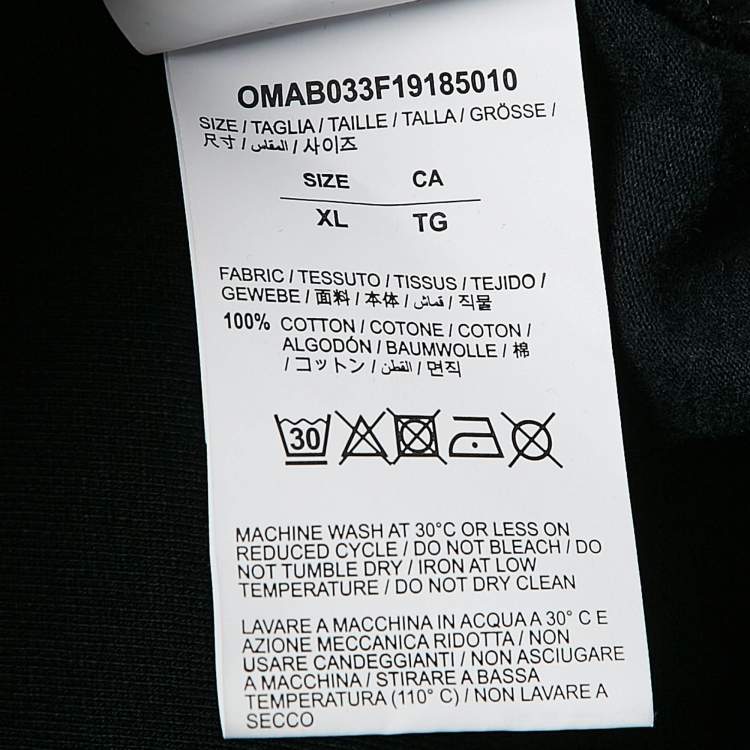 OMAB033F19185010
SIZE / TAGLIA / TAILLE / TALLA / GRÖSSE /
尺寸 / المقاس / 사이즈
SIZE CA
XL TG
FABRIC / TESSUTO / TISSUS / TEJIDO /
GEWEBE / 面料 / 本体 / قماش / 직물
100% COTTON / COTONE / COTON /
ALGODÓN / BAUMWOLLE / 棉
/ コットン / القطن / 면직
30
MACHINE WASH AT 30°C OR LESS ON
REDUCED CYCLE / DO NOT BLEACH / DO
NOT TUMBLE DRY / IRON AT LOW
TEMPERATURE / DO NOT DRY CLEAN
LAVARE A MACCHINA IN ACQUA A 30° C E
AZIONE MECCANICA RIDOTTA / NON
USARE CANDEGGIANTI / NON ASCIUGARE
A MACCHINA / STIRARE A BASSA
TEMPERATURA (110° C) / NON LAVARE A
SECCO